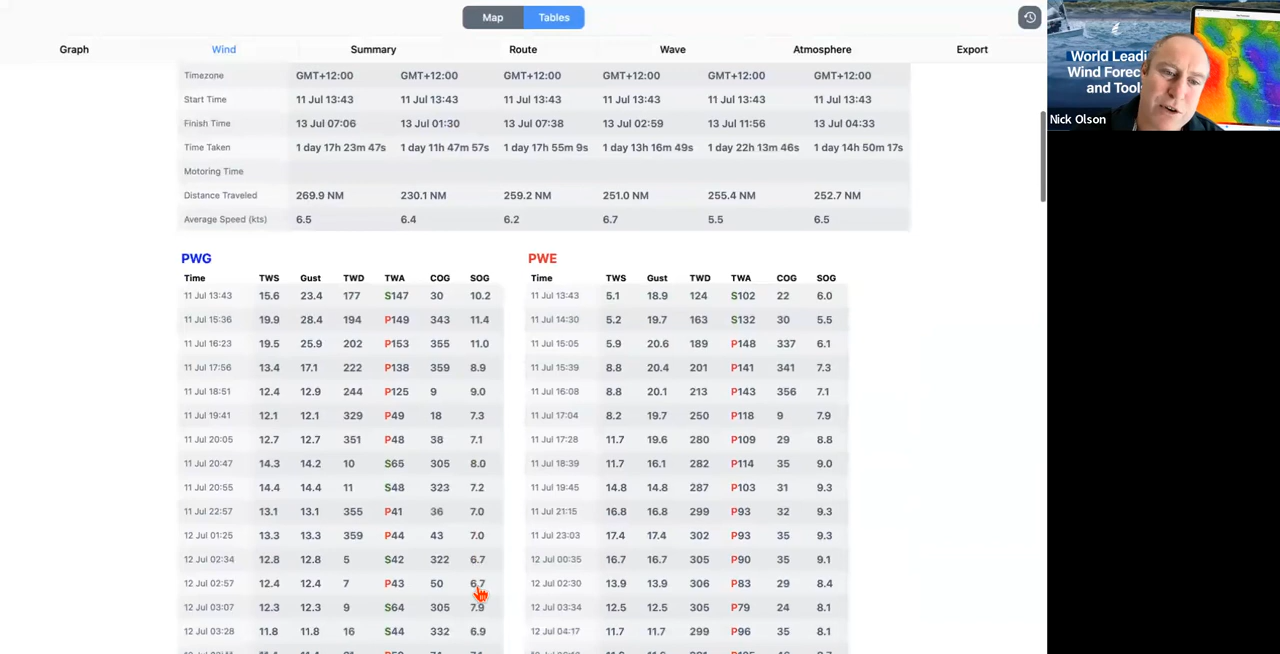 Map Tables
Graph Wind Summary Route Wave Atmosphere Export
Timezone GMT+12:00 GMT+12:00 GMT+12:00 GMT+12:00 GMT+12:00 GMT+12:00
Start Time 11 Jul 13:43 11 Jul 13:43 11 Jul 13:43 11 Jul 13:43 11 Jul 13:43 11 Jul 13:43
Finish Time 13 Jul 07:06 13 Jul 01:30 13 Jul 07:38 13 Jul 02:59 13 Jul 11:56 13 Jul 04:33
Time Taken 1 day 17h 23m 47s 1 day 11h 47m 57s 1 day 17h 55m 9s 1 day 13h 16m 49s 1 day 22h 13m 46s 1 day 14h 50m 17s
Motoring Time
Distance Traveled 269.9 NM 230.1 NM 259.2 NM 251.0 NM 255.4 NM 252.7 NM
Average Speed (kts) 6.5 6.4 6.2 6.7 5.5 6.5
PWG
Time TWS Gust TWD TWA COG SOG
11 Jul 13:43 15.6 23.4 177 S147 30 10.2
11 Jul 15:36 19.9 28.4 194 P149 343 11.4
11 Jul 16:23 19.5 25.9 202 P153 355 11.0
11 Jul 17:56 13.4 17.1 222 P138 359 8.9
11 Jul 18:51 12.4 12.9 244 P125 9 9.0
11 Jul 19:41 12.1 12.1 329 P49 18 7.3
11 Jul 20:05 12.7 12.7 351 P48 38 7.1
11 Jul 20:47 14.3 14.2 10 S65 305 8.0
11 Jul 20:55 14.4 14.4 11 S48 323 7.2
11 Jul 22:57 13.1 13.1 355 P41 36 7.0
12 Jul 01:25 13.3 13.3 359 P44 43 7.0
12 Jul 02:34 12.8 12.8 5 S42 322 6.7
12 Jul 02:57 12.4 12.4 7 P43 50 6.7
12 Jul 03:07 12.3 12.3 9 S64 305 7.9
12 Jul 03:28 11.8 11.8 16 S44 332 6.9
PWE
Time TWS Gust TWD TWA COG SOG
11 Jul 13:43 5.1 18.9 124 S102 22 6.0
11 Jul 14:30 5.2 19.7 163 S132 30 5.5
11 Jul 15:05 5.9 20.6 189 P148 337 6.1
11 Jul 15:39 8.8 20.4 201 P141 341 7.3
11 Jul 16:08 8.8 20.1 213 P143 356 7.1
11 Jul 17:04 8.2 19.7 250 P118 9 7.9
11 Jul 17:28 11.7 19.6 280 P109 29 8.8
11 Jul 18:39 11.7 16.1 282 P114 35 9.0
11 Jul 19:45 14.8 14.8 287 P103 31 9.3
11 Jul 21:15 16.8 16.8 299 P93 32 9.3
11 Jul 23:03 17.4 17.4 302 P93 35 9.3
12 Jul 00:35 16.7 16.7 305 P90 35 9.1
12 Jul 02:30 13.9 13.9 306 P83 29 8.4
12 Jul 03:34 12.5 12.5 305 P79 24 8.1
12 Jul 04:17 11.7 11.7 299 P96 35 8.1
World Leadi
Wind Forec
and Tools
Nick Olson